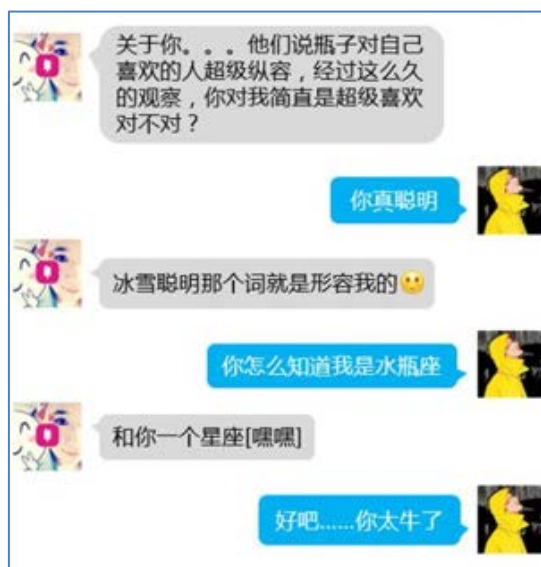 关于你。。。他们说瓶子对自己
喜欢的人超级纵容，经过这么久
的观察，你对我简直是超级喜欢
对不对？
你真聪明
冰雪聪明那个词就是形容我的
你怎么知道我是水瓶座
和你一个星座[嘿嘿]
好吧......你太牛了